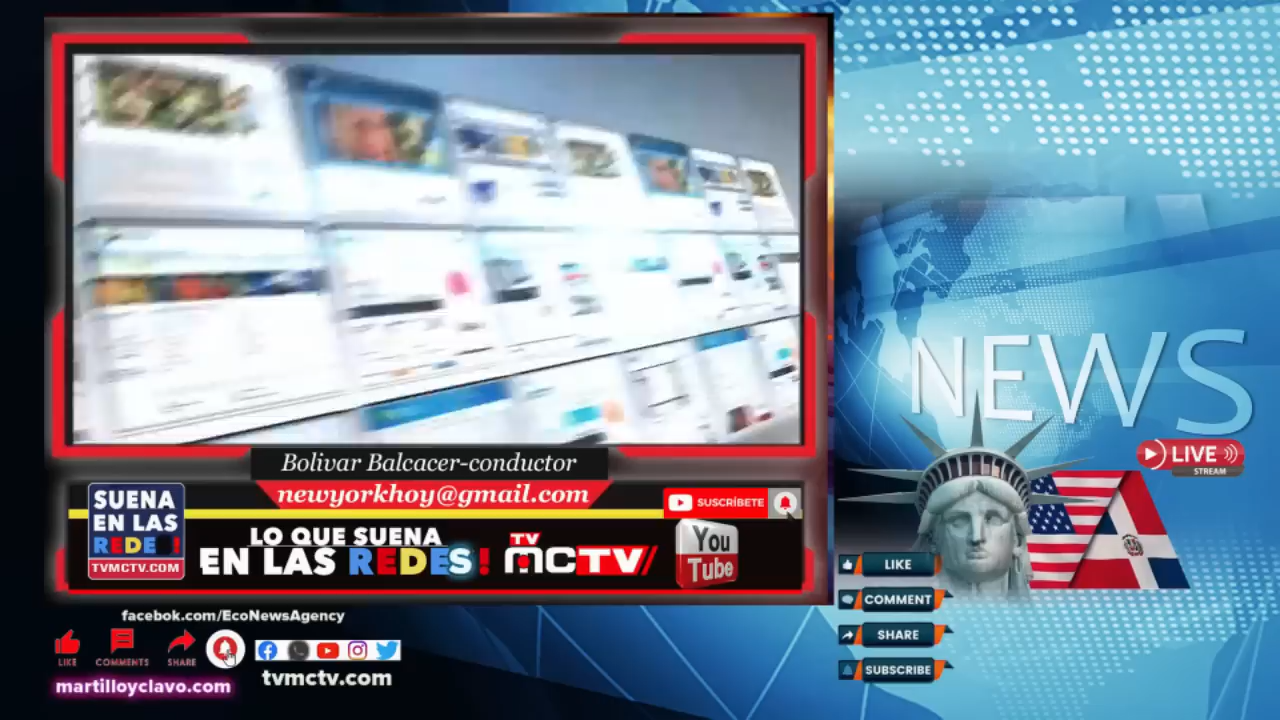 NEWS
LIVE
STREAM
Bolivar Balcacer-conductor
newyorkhoy@gmail.com
SUSCRÍBETE
SUENA
EN LAS
REDES!
TVMCTV.COM
LO QUE SUENA
EN LAS REDES!
TV
MCTV
You
Tube
LIKE
COMMENT
SHARE
SUBSCRIBE
facebok.com/EcoNewsAgency
LIKE
COMMENTS
SHARE
martilloyclavo.com
tvmctv.com